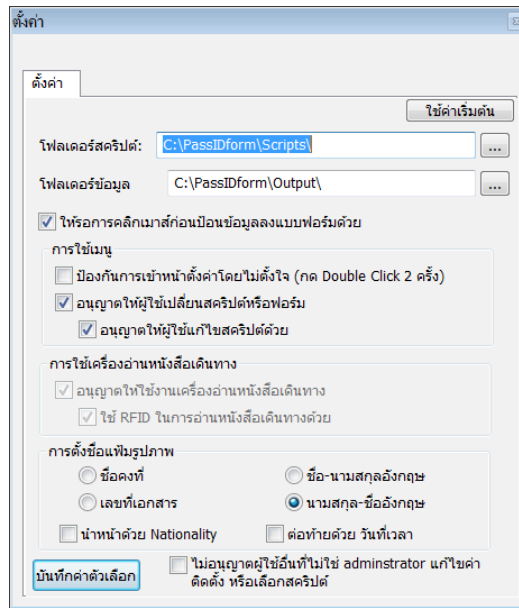 ตั้งค่า
ตั้งค่า
ใช้ค่าเริ่มต้น
โฟลเดอร์สคริปต์: C:\PassIDform\Scripts\ ...
โฟลเดอร์ข้อมูล C:\PassIDform\Output\ ...
ให้รอการคลิกเมาส์ก่อนป้อนข้อมูลลงแบบฟอร์มด้วย
การใช้เมนู
ป้องกันการเข้าหน้าตั้งค่าโดยไม่ตั้งใจ (กด Double Click 2 ครั้ง)
อนุญาตให้ผู้ใช้เปลี่ยนสคริปต์หรือฟอร์ม
อนุญาตให้ผู้ใช้แก้ไขสคริปต์ด้วย
การใช้เครื่องอ่านหนังสือเดินทาง
อนุญาตให้ใช้งานเครื่องอ่านหนังสือเดินทาง
ใช้ RFID ในการอ่านหนังสือเดินทางด้วย
การตั้งชื่อแฟ้มรูปภาพ
ชื่อคงที่ ชื่อ-นามสกุลอังกฤษ
เลขที่เอกสาร นามสกุล-ชื่ออังกฤษ
นำหน้าด้วย Nationality ต่อท้ายด้วย วันที่เวลา
บันทึกค่าตัวเลือก
ไม่อนุญาตผู้ใช้อื่นที่ไม่ใช่ adminstrator แก้ไขค่า
ติดตั้ง หรือเลือกสคริปต์